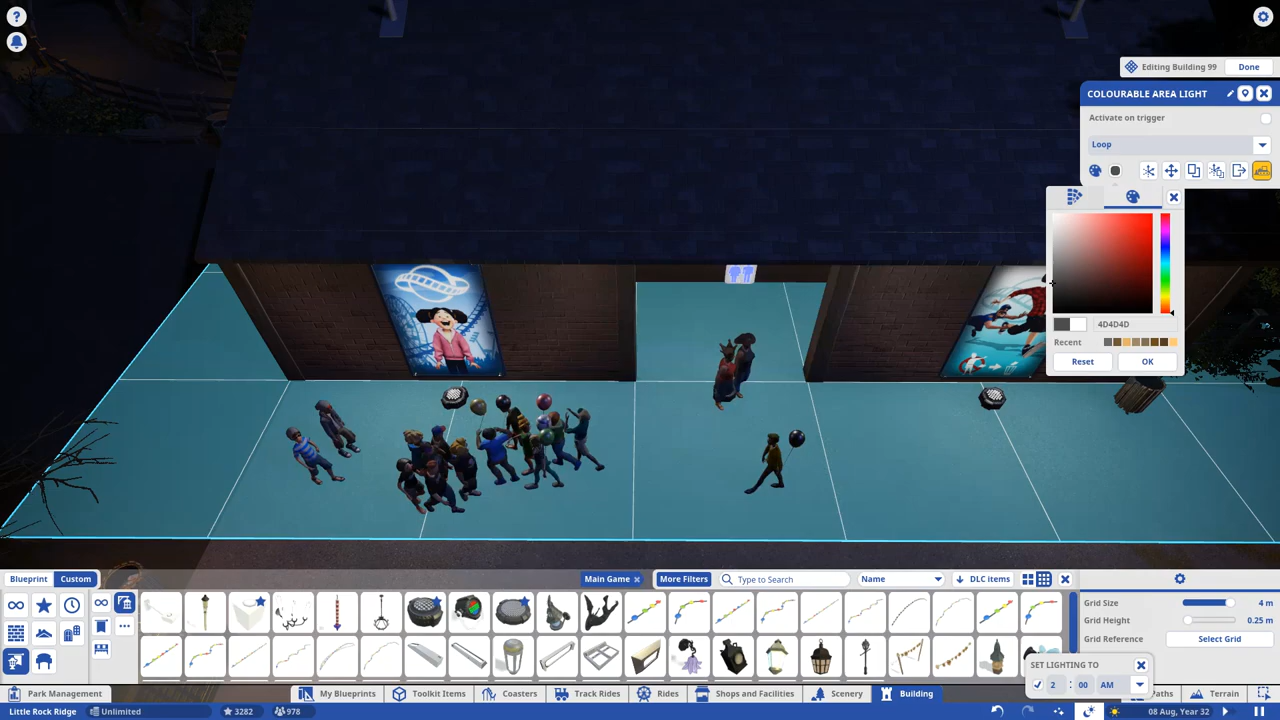 ?
Editing Building 99
Done
COLOURABLE AREA LIGHT
Activate on trigger
Loop
4D4D4D
Recent
Reset
OK
Blueprint
Custom
Main Game
More Filters
Type to Search
Name
DLC items
Grid Size
4 m
Grid Height
0.25 m
Grid Reference
Select Grid
SET LIGHTING TO
2 : 00 AM
Park Management
My Blueprints
Toolkit Items
Coasters
Track Rides
Rides
Shops and Facilities
Scenery
Building
Paths
Terrain
Little Rock Ridge
Unlimited
3282
978
08 Aug, Year 32